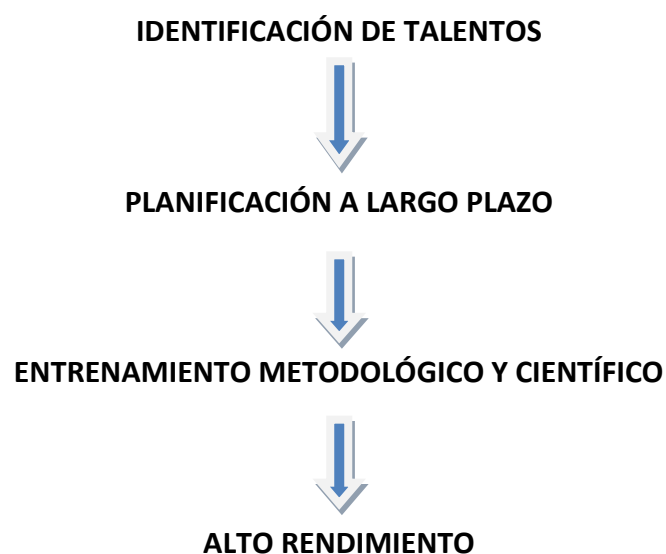 IDENTIFICACIÓN DE TALENTOS
PLANIFICACIÓN A LARGO PLAZO
ENTRENAMIENTO METODOLÓGICO Y CIENTÍFICO
ALTO RENDIMIENTO